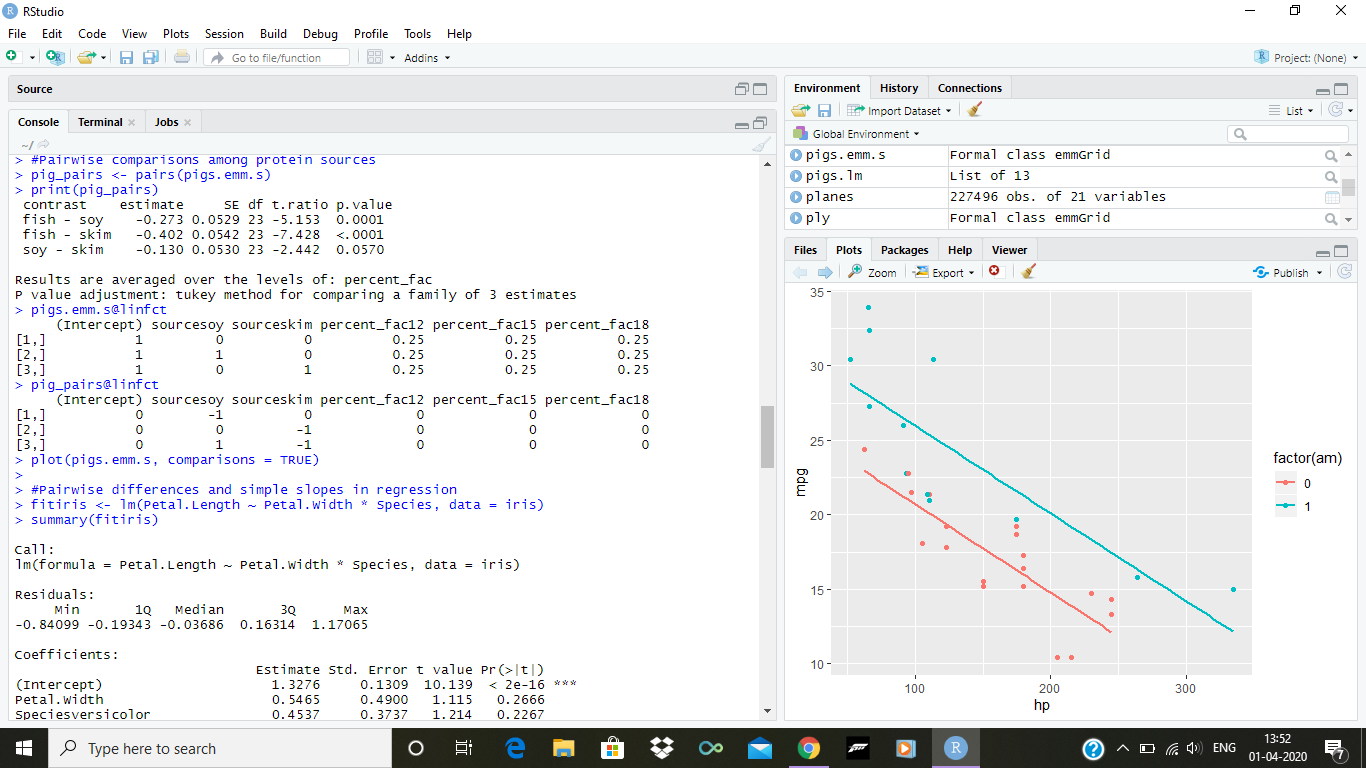 RStudio
File Edit Code View Plots Session Build Debug Profile Tools Help
Go to file/function Addins Project: (None)
Source
Console Terminal Jobs
~/
> #Pairwise comparisons among protein sources
> pig_pairs <- pairs(pigs.emm.s)
> print(pig_pairs)
 contrast    estimate     SE df t.ratio p.value
 fish - soy    -0.273 0.0529 23 -5.153  0.0001
 fish - skim   -0.402 0.0542 23 -7.428  <.0001
 soy - skim    -0.130 0.0530 23 -2.442  0.0570
Results are averaged over the levels of: percent_fac
P value adjustment: tukey method for comparing a family of 3 estimates
> pigs.emm.s@linfct
     (Intercept) sourcesoy sourceskim percent_fac12 percent_fac15 percent_fac18
[1,]           1         0          0          0.25          0.25          0.25
[2,]           1         1          0          0.25          0.25          0.25
[3,]           1         0          1          0.25          0.25          0.25
> pig_pairs@linfct
     (Intercept) sourcesoy sourceskim percent_fac12 percent_fac15 percent_fac18
[1,]           0        -1          0             0             0             0
[2,]           0         0         -1             0             0             0
[3,]           0         1         -1             0             0             0
> plot(pigs.emm.s, comparisons = TRUE)
>
> #Pairwise differences and simple slopes in regression
> fitiris <- lm(Petal.Length ~ Petal.Width * Species, data = iris)
> summary(fitiris)
Call:
lm(formula = Petal.Length ~ Petal.Width * Species, data = iris)
Residuals:
     Min       1Q   Median       3Q      Max
-0.84099 -0.19343 -0.03686  0.16314  1.17065
Coefficients:
                              Estimate Std. Error t value Pr(>|t|)
(Intercept)                     1.3276     0.1309  10.139  < 2e-16 ***
Petal.Width                     0.5465     0.4900   1.115   0.2666
Speciesversicolor               0.4537     0.3737   1.214   0.2267
Environment History Connections
Import Dataset List
Global Environment
pigs.emm.s Formal class emmGrid
pigs.lm List of 13
planes 227496 obs. of 21 variables
ply Formal class emmGrid
Files Plots Packages Help Viewer
Zoom Export Publish
35
30
25
20
15
10
mpg
100 200 300
hp
factor(am)
0
1
Type here to search
ENG
13:52
01-04-2020
7